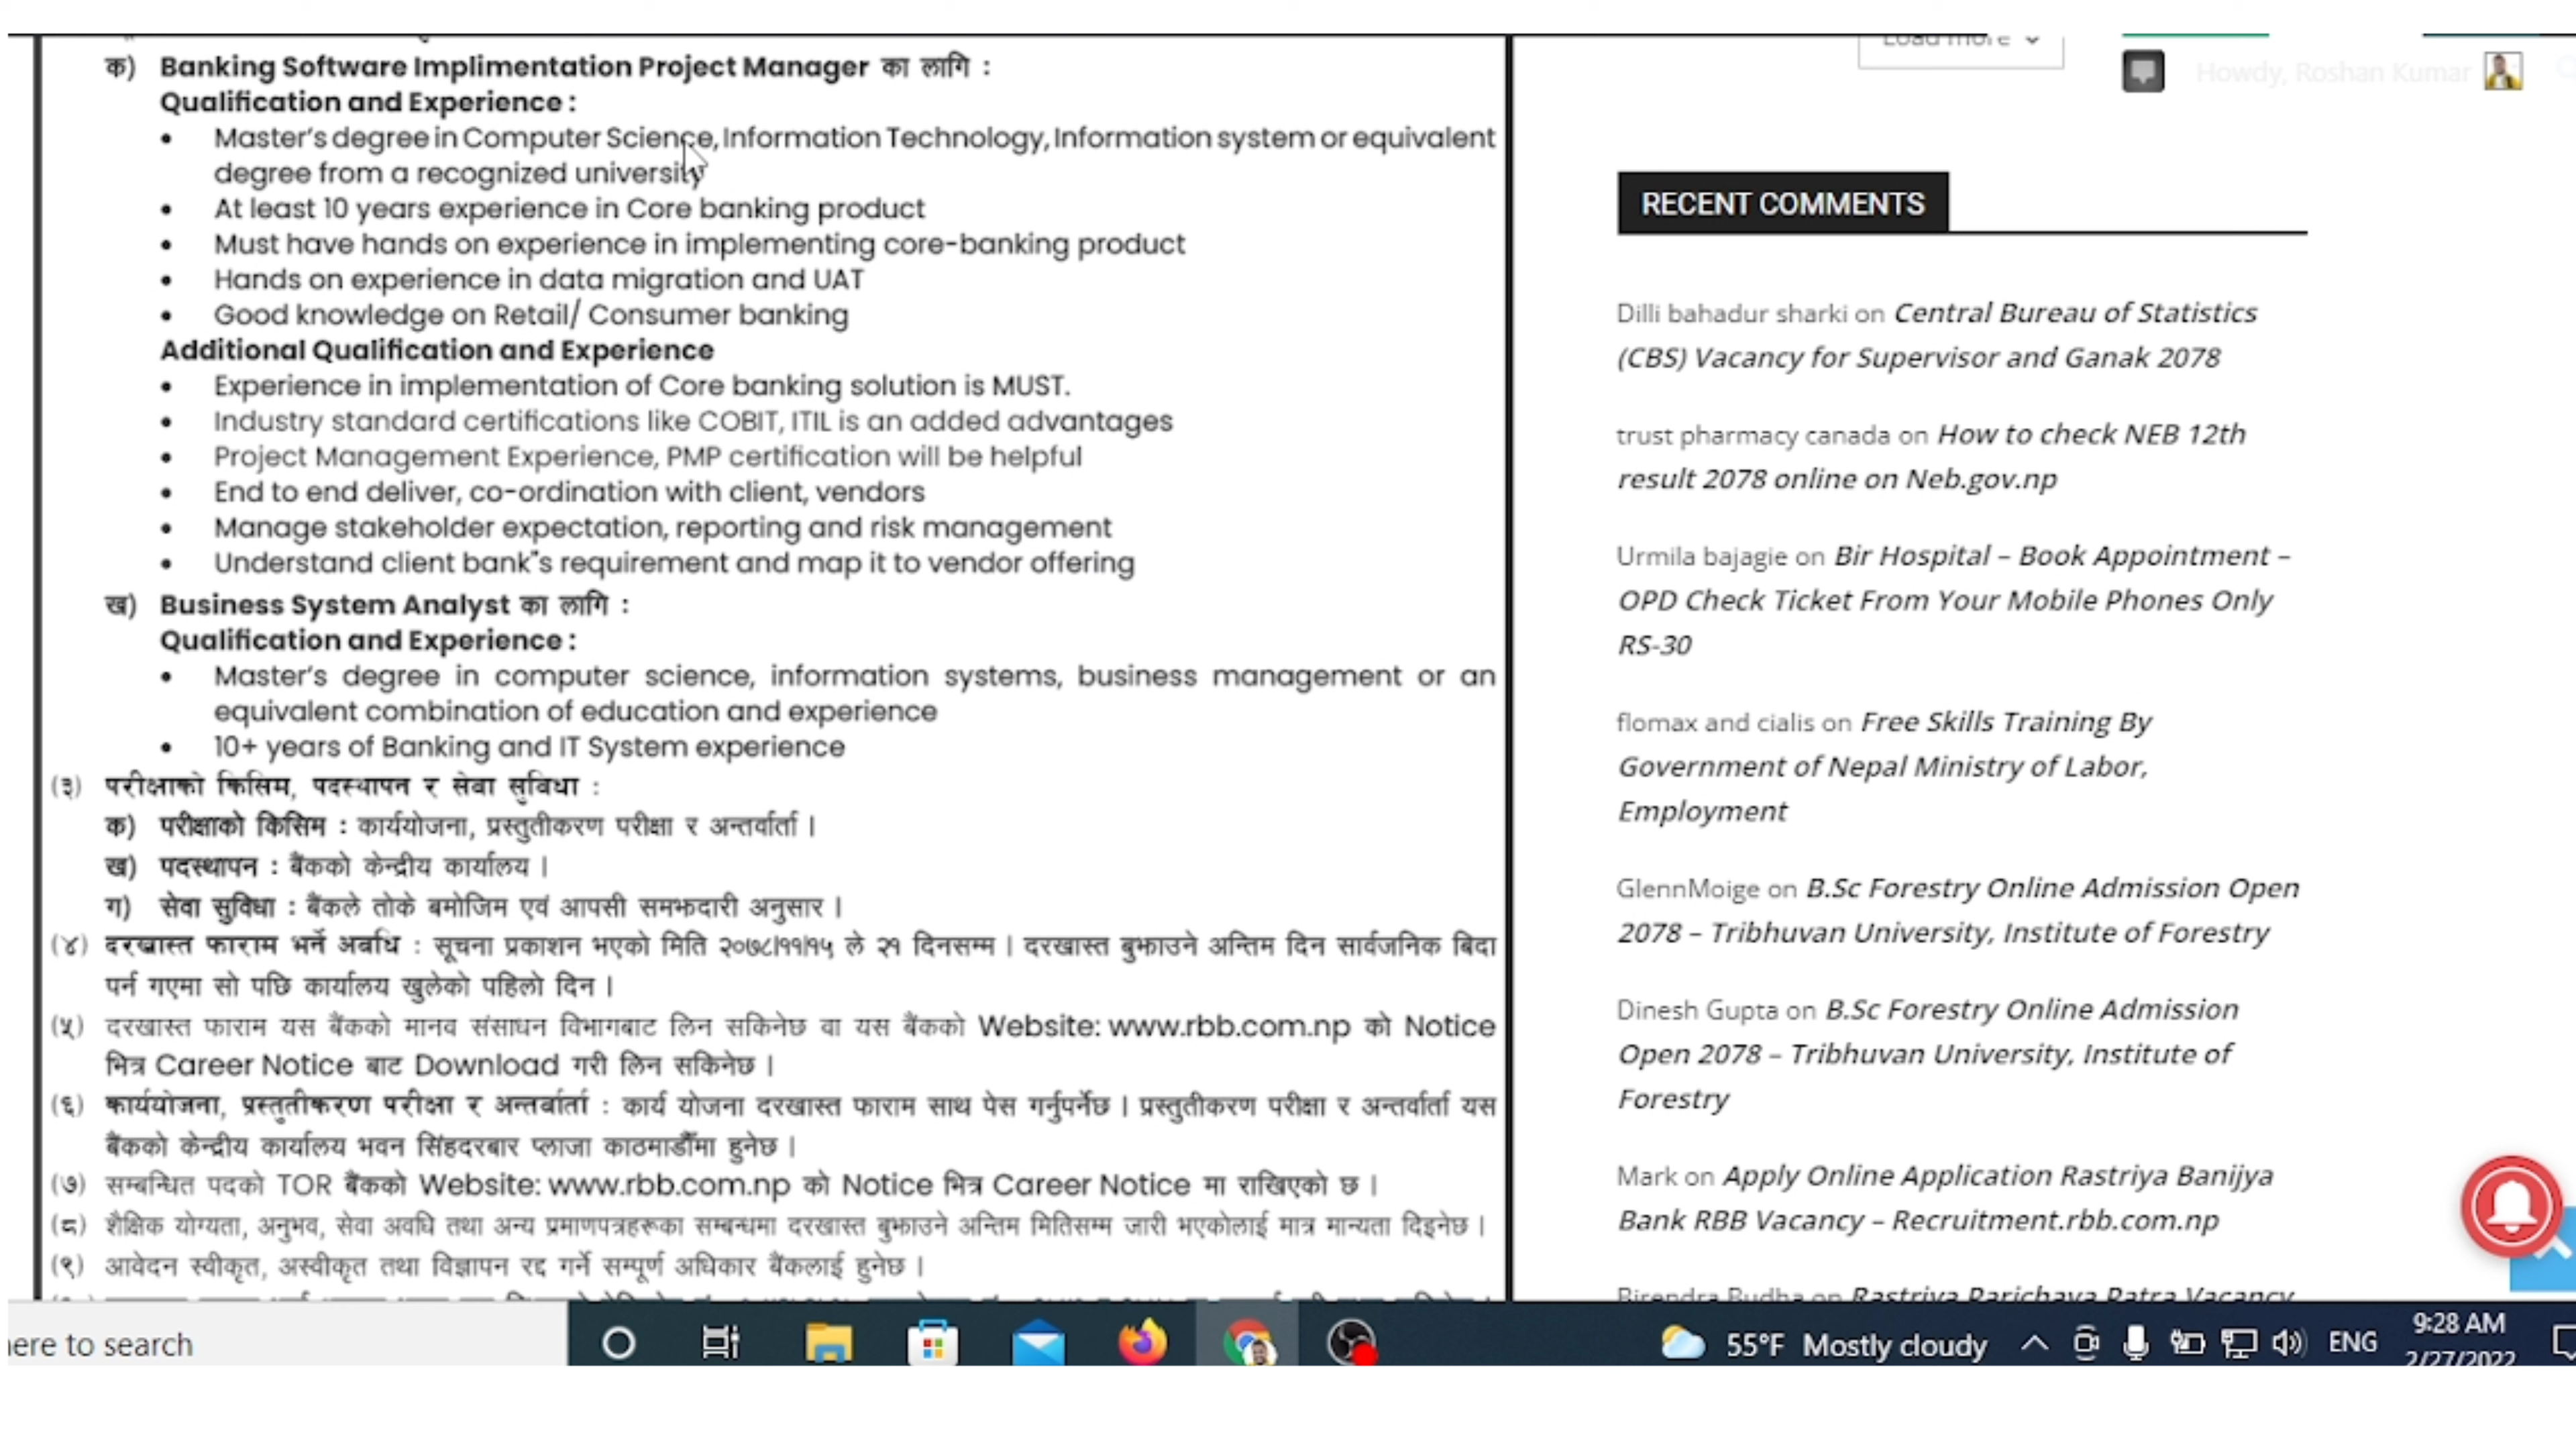 क) Banking Software Implimentation Project Manager का लागि :
Qualification and Experience :
• Master's degree in Computer Science, Information Technology, Information system or equivalent
degree from a recognized university
• At least 10 years experience in Core banking product
• Must have hands on experience in implementing core-banking product
• Hands on experience in data migration and UAT
• Good knowledge on Retail/ Consumer banking
Additional Qualification and Experience
• Experience in implementation of Core banking solution is MUST.
• Industry standard certifications like COBIT, ITIL is an added advantages
• Project Management Experience, PMP certification will be helpful
• End to end deliver, co-ordination with client, vendors
• Manage stakeholder expectation, reporting and risk management
• Understand client bank"s requirement and map it to vendor offering
ख) Business System Analyst का लागि :
Qualification and Experience :
• Master's degree in computer science, information systems, business management or an
equivalent combination of education and experience
• 10+ years of Banking and IT System experience
(३) परीक्षाको किसिम, पदस्थापन र सेवा सुविधा :
क) परीक्षाको किसिम : कार्ययोजना, प्रस्तुतीकरण परीक्षा र अन्तर्वार्ता ।
ख) पदस्थापन : बैंकको केन्द्रीय कार्यालय ।
ग) सेवा सुविधा : बैंकले तोके बमोजिम एवं आपसी समझदारी अनुसार ।
(४) दरखास्त फाराम भर्ने अबधि : सूचना प्रकाशन भएको मिति २०७८।११।१५ ले २१ दिनसम्म । दरखास्त बुझाउने अन्तिम दिन सार्वजनिक बिदा
पर्न गएमा सो पछि कार्यालय खुलेको पहिलो दिन ।
(५) दरखास्त फाराम यस बैंकको मानव संसाधन विभागबाट लिन सकिनेछ वा यस बैंकको Website: www.rbb.com.np को Notice
भित्र Career Notice बाट Download गरी लिन सकिनेछ ।
(६) कार्ययोजना, प्रस्तुतीकरण परीक्षा र अन्तर्बार्ता : कार्य योजना दरखास्त फाराम साथ पेस गर्नुपर्नेछ । प्रस्तुतीकरण परीक्षा र अन्तर्वार्ता यस
बैंकको केन्द्रीय कार्यालय भवन सिंहदरबार प्लाजा काठमाडौँमा हुनेछ ।
(७) सम्बन्धित पदको TOR बैंकको Website: www.rbb.com.np को Notice भित्र Career Notice मा राखिएको छ ।
(८) शैक्षिक योग्यता, अनुभव, सेवा अवधि तथा अन्य प्रमाणपत्रहरूका सम्बन्धमा दरखास्त बुझाउने अन्तिम मितिसम्म जारी भएकोलाई मात्र मान्यता दिइनेछ ।
(९) आवेदन स्वीकृत, अस्वीकृत तथा विज्ञापन रद्द गर्ने सम्पूर्ण अधिकार बैंकलाई हुनेछ ।
Load more
Howdy, Roshan Kumar
RECENT COMMENTS
Dilli bahadur sharki on Central Bureau of Statistics
(CBS) Vacancy for Supervisor and Ganak 2078
trust pharmacy canada on How to check NEB 12th
result 2078 online on Neb.gov.np
Urmila bajagie on Bir Hospital – Book Appointment –
OPD Check Ticket From Your Mobile Phones Only
RS-30
flomax and cialis on Free Skills Training By
Government of Nepal Ministry of Labor,
Employment
GlennMoige on B.Sc Forestry Online Admission Open
2078 – Tribhuvan University, Institute of Forestry
Dinesh Gupta on B.Sc Forestry Online Admission
Open 2078 – Tribhuvan University, Institute of
Forestry
Mark on Apply Online Application Rastriya Banijya
Bank RBB Vacancy – Recruitment.rbb.com.np
Birendra Budha on Rastriya Parichaya Patra Vacancy
here to search
55°F Mostly cloudy
ENG
9:28 AM
2/27/2022